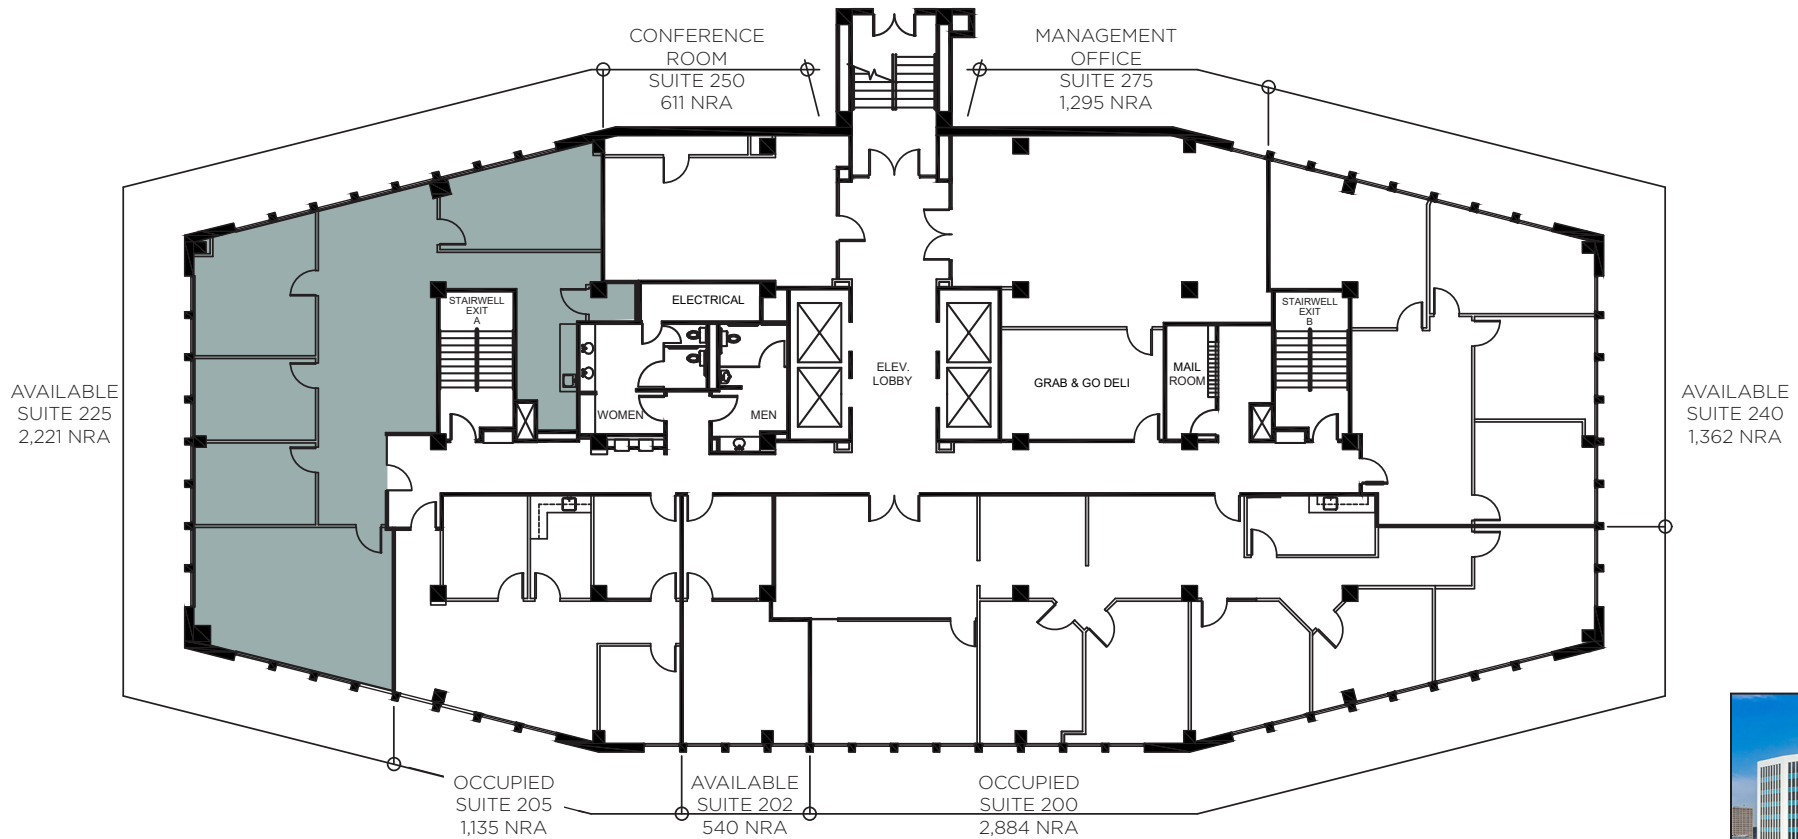 CONFERENCE
ROOM
SUITE 250
611 NRA
MANAGEMENT
OFFICE
SUITE 275
1,295 NRA
STAIRWELL
EXIT
A
ELECTRICAL
STAIRWELL
EXIT
B
AVAILABLE
SUITE 225
2,221 NRA
WOMEN
MEN
ELEV.
LOBBY
GRAB & GO DELI
MAIL
ROOM
AVAILABLE
SUITE 240
1,362 NRA
OCCUPIED
SUITE 205
1,135 NRA
AVAILABLE
SUITE 202
540 NRA
OCCUPIED
SUITE 200
2,884 NRA